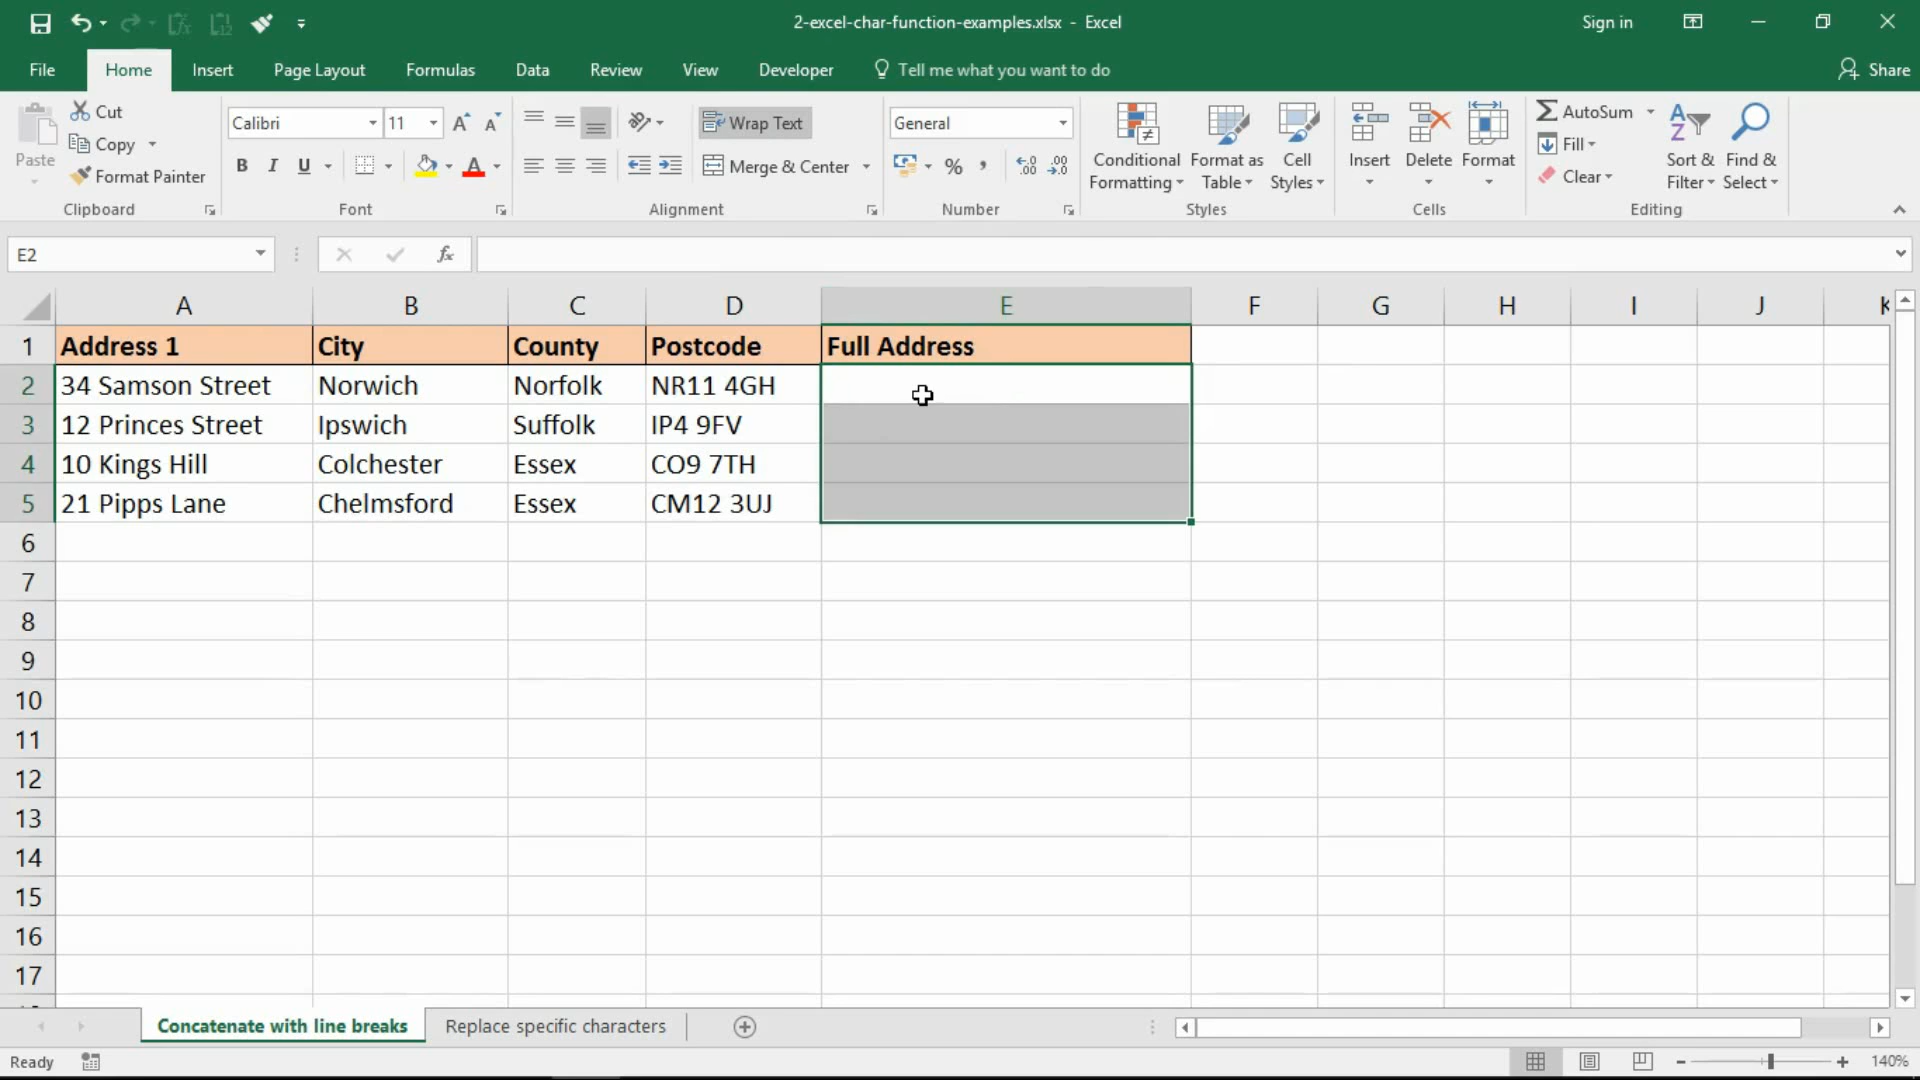 2-excel-char-function-examples.xlsx - Excel
Sign in
File Home Insert Page Layout Formulas Data Review View Developer Tell me what you want to do Share
Paste
Cut
Copy
Format Painter
Clipboard
Calibri 11
B I U
Font
Wrap Text
Merge & Center
Alignment
General
%
Number
Conditional Formatting
Format as Table
Cell Styles
Styles
Insert Delete Format
Cells
AutoSum
Fill
Clear
Sort & Filter
Find & Select
Editing
E2
fx
A B C D E F G H I J K
1 Address 1 City County Postcode Full Address
2 34 Samson Street Norwich Norfolk NR11 4GH
3 12 Princes Street Ipswich Suffolk IP4 9FV
4 10 Kings Hill Colchester Essex CO9 7TH
5 21 Pipps Lane Chelmsford Essex CM12 3UJ
6
7
8
9
10
11
12
13
14
15
16
17
Concatenate with line breaks Replace specific characters
Ready 140%